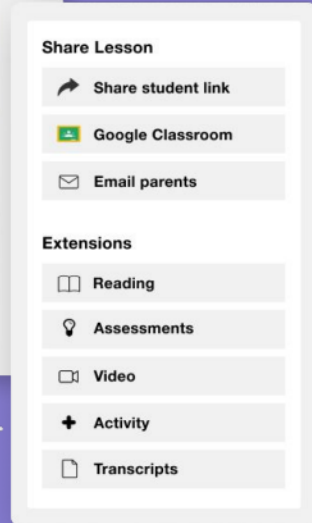 Share Lesson
Share student link
Google Classroom
Email parents
Extensions
Reading
Assessments
Video
Activity
Transcripts